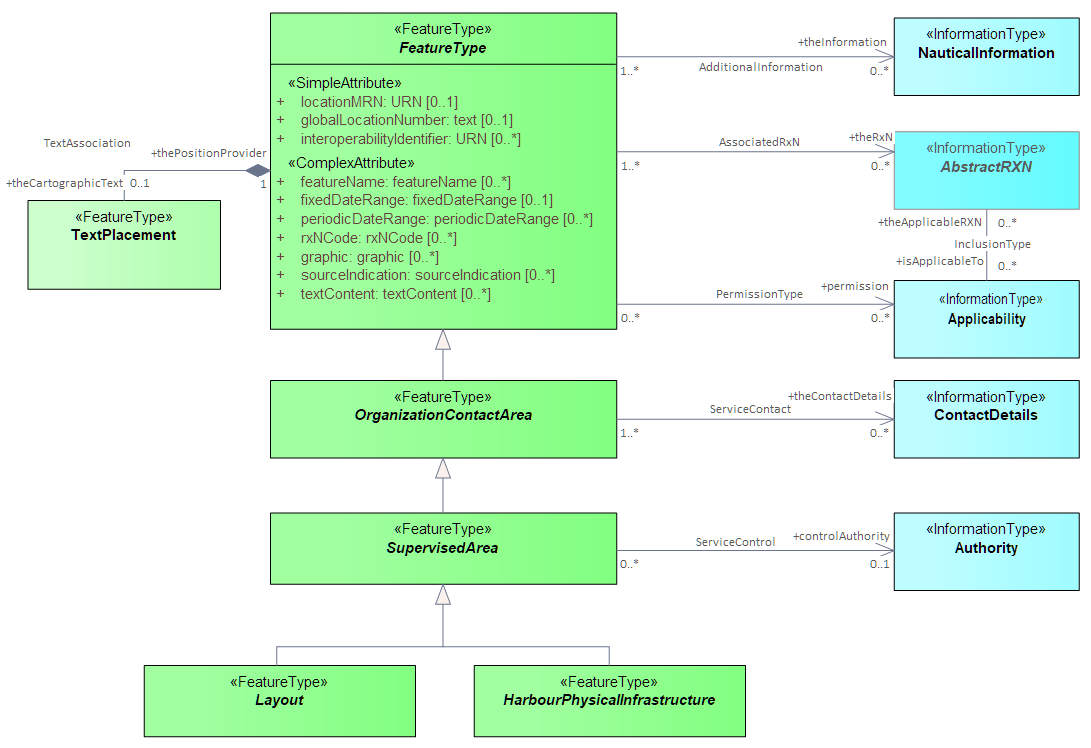 «FeatureType»
FeatureType
«SimpleAttribute»
+ locationMRN: URN [0..1]
+ globalLocationNumber: text [0..1]
+ interoperabilityIdentifier: URN [0..*]
«ComplexAttribute»
+ featureName: featureName [0..*]
+ fixedDateRange: fixedDateRange [0..1]
+ periodicDateRange: periodicDateRange [0..*]
+ rxNCode: rxNCode [0..*]
+ graphic: graphic [0..*]
+ sourceIndication: sourceIndication [0..*]
+ textContent: textContent [0..*]
TextAssociation
+thePositionProvider
1
+theCartographicText 0..1
«FeatureType»
TextPlacement
+theInformation
1..*
AdditionalInformation
0..*
«InformationType»
NauticalInformation
+theRxN
AssociatedRxN
1..*
0..*
«InformationType»
AbstractRXN
+theApplicableRXN 0..*
InclusionType
+isApplicableTo 0..*
+permission
PermissionType
0..*
0..*
«InformationType»
Applicability
«FeatureType»
OrganizationContactArea
+theContactDetails
ServiceContact
1..*
0..*
«InformationType»
ContactDetails
«FeatureType»
SupervisedArea
+controlAuthority
ServiceControl
0..*
0..1
«InformationType»
Authority
«FeatureType»
Layout
«FeatureType»
HarbourPhysicalInfrastructure